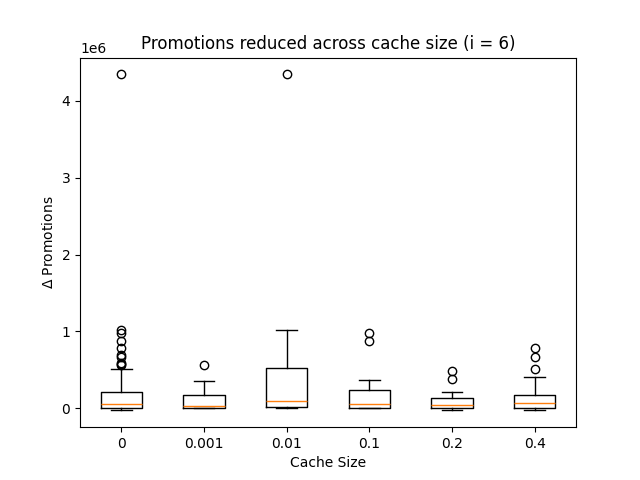 Promotions reduced across cache size (i = 6)
1e6
4
3
2
1
0
Δ Promotions
0 0.001 0.01 0.1 0.2 0.4
Cache Size